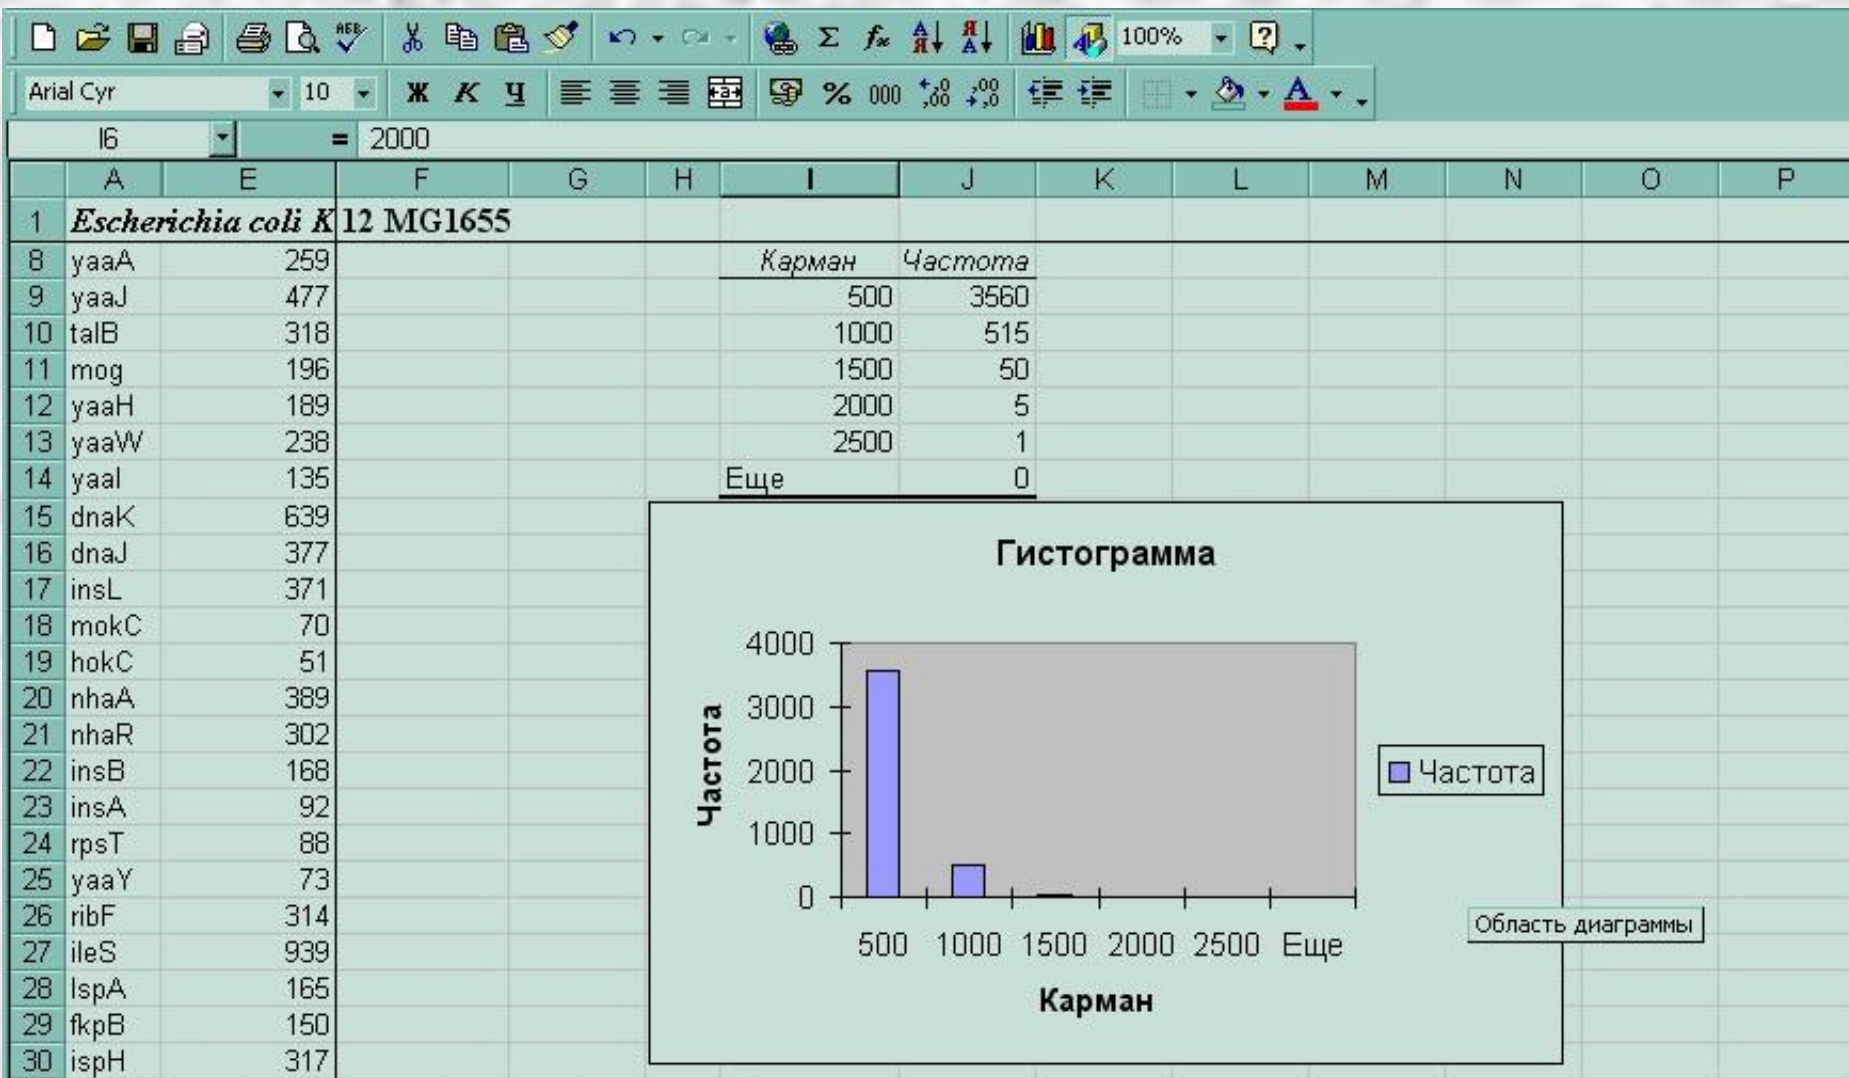 100%
Arial Cyr 10 Ж К Ч % 000
I6 = 2000
A E F G H I J K L M N O P
1 Escherichia coli K12 MG1655
8 yaaA 259 Карман Частота
9 yaaJ 477 500 3560
10 talB 318 1000 515
11 mog 196 1500 50
12 yaaH 189 2000 5
13 yaaW 238 2500 1
14 yaaI 135 Еще 0
15 dnaK 639
16 dnaJ 377
17 insL 371
18 mokC 70
19 hokC 51
20 nhaA 389
21 nhaR 302
22 insB 168
23 insA 92
24 rpsT 88
25 yaaY 73
26 ribF 314
27 ileS 939
28 lspA 165
29 fkpB 150
30 ispH 317
Гистограмма
4000
3000
2000
1000
0
Частота
Частота
500 1000 1500 2000 2500 Еще
Карман
Область диаграммы